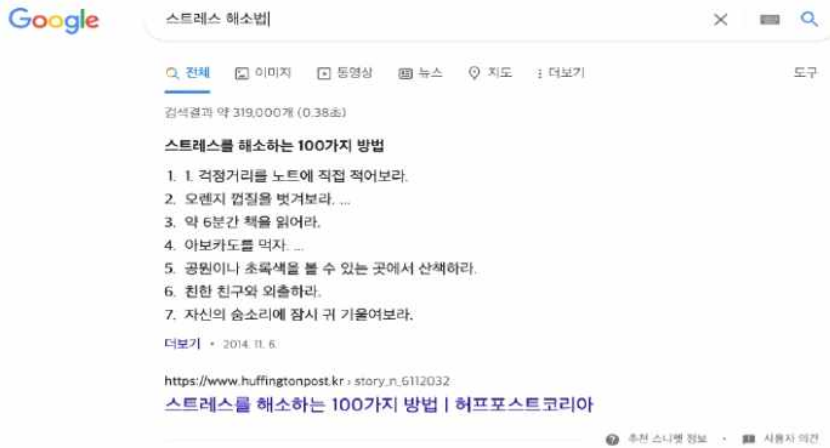 Google
스트레스 해소법
전체 이미지 동영상 뉴스 지도 더보기 도구
검색결과 약 319,000개 (0.38초)
스트레스를 해소하는 100가지 방법
1. 1. 걱정거리를 노트에 직접 적어보라.
2. 오렌지 껍질을 벗겨보라. ...
3. 약 6분간 책을 읽어라.
4. 아보카도를 먹자. ...
5. 공원이나 초록색을 볼 수 있는 곳에서 산책하라.
6. 친한 친구와 외출하라.
7. 자신의 숨소리에 잠시 귀 기울여보라.
더보기 • 2014. 11. 6.
https://www.huffingtonpost.kr › story_n_6112032
스트레스를 해소하는 100가지 방법 | 허프포스트코리아
추천 스니펫 정보 • 사용자 의견